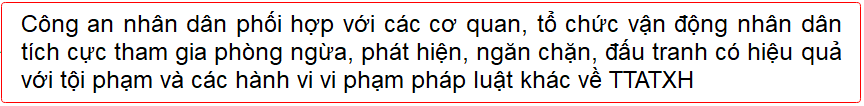 Công an nhân dân phối hợp với các cơ quan, tổ chức vận động nhân dân
tích cực tham gia phòng ngừa, phát hiện, ngăn chặn, đấu tranh có hiệu quả
với tội phạm và các hành vi vi phạm pháp luật khác về TTATXH